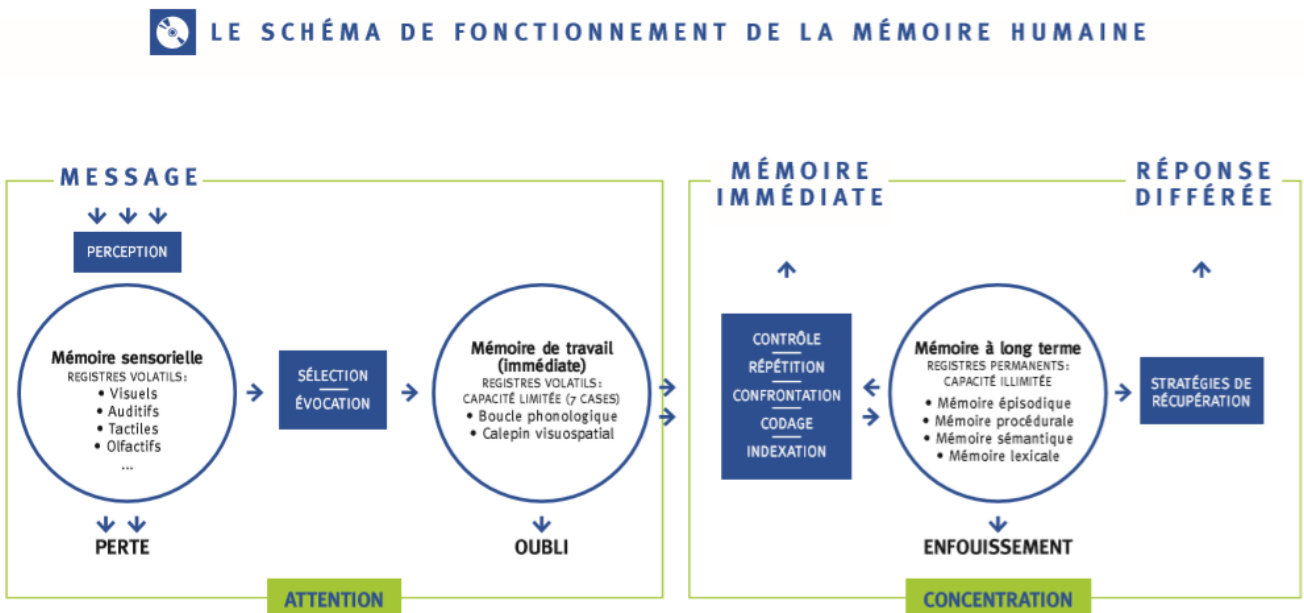 LE SCHÉMA DE FONCTIONNEMENT DE LA MÉMOIRE HUMAINE
MESSAGE
PERCEPTION
Mémoire sensorielle
REGISTRES VOLATILS:
• Visuels
• Auditifs
• Tactiles
• Olfactifs
...
PERTE
SÉLECTION
ÉVOCATION
Mémoire de travail
(immédiate)
REGISTRES VOLATILS:
CAPACITÉ LIMITÉE (7 CASES)
• Boucle phonologique
• Calepin visuospatial
OUBLI
ATTENTION
MÉMOIRE
IMMÉDIATE
CONTRÔLE
RÉPÉTITION
CONFRONTATION
CODAGE
INDEXATION
Mémoire à long terme
REGISTRES PERMANENTS:
CAPACITÉ ILLIMITÉE
• Mémoire épisodique
• Mémoire procédurale
• Mémoire sémantique
• Mémoire lexicale
ENFOUISSEMENT
RÉPONSE
DIFFÉRÉE
STRATÉGIES DE
RÉCUPÉRATION
CONCENTRATION